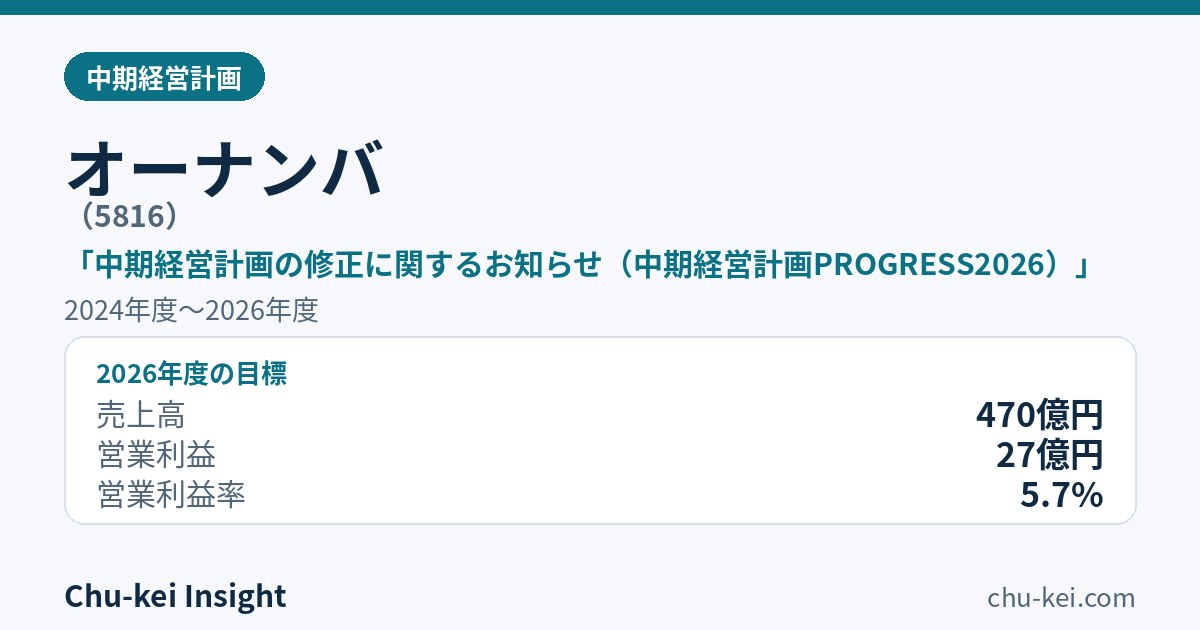 中期経営計画
オーナンバ
（5816）
「中期経営計画の修正に関するお知らせ（中期経営計画PROGRESS2026）」
2024年度～2026年度
2026年度の目標
売上高 470億円
営業利益 27億円
営業利益率 5.7%
Chu-kei Insight chu-kei.com